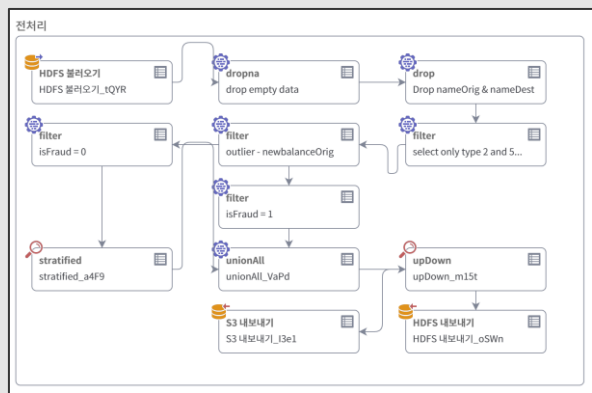 전처리
HDFS 불러오기
HDFS 불러오기_tQYR
dropna
drop empty data
drop
Drop nameOrig & nameDest
filter
isFraud = 0
filter
outlier - newbalanceOrig
filter
select only type 2 and 5...
filter
isFraud = 1
stratified
stratified_a4F9
unionAll
unionAll_VaPd
upDown
upDown_m15t
S3 내보내기
S3 내보내기_I3e1
HDFS 내보내기
HDFS 내보내기_oSWn